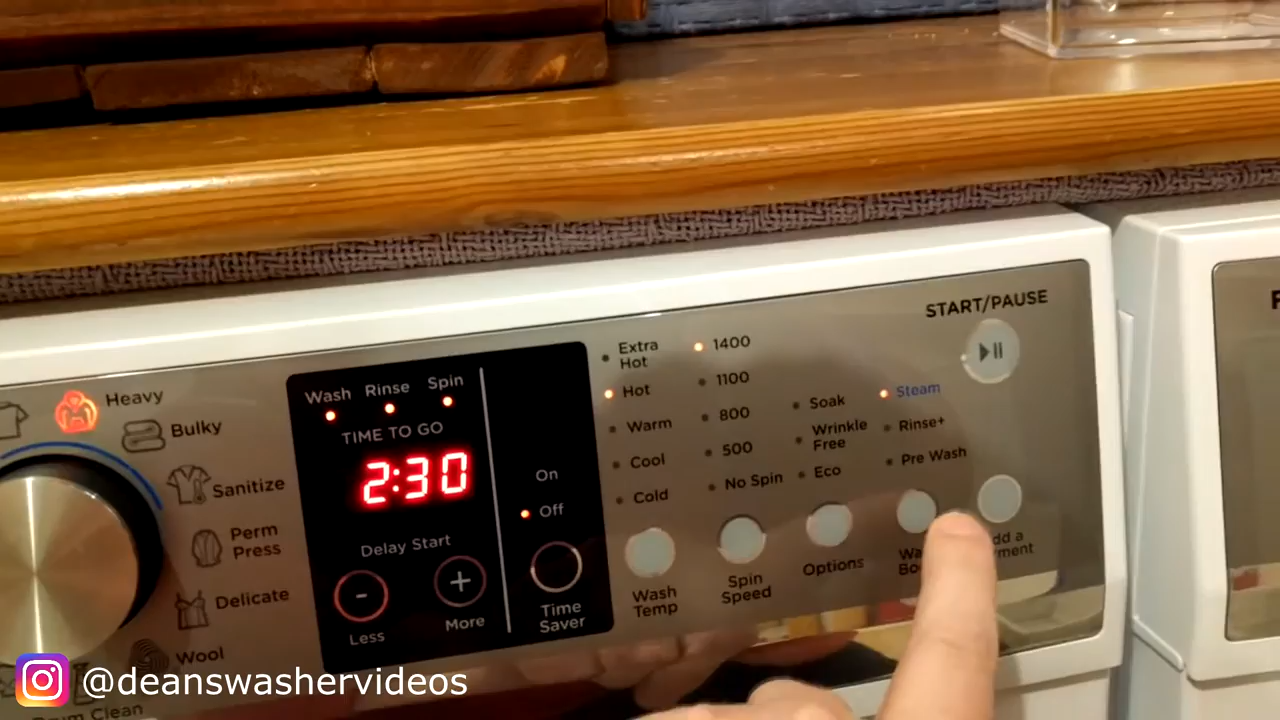 Heavy
Bulky
Sanitize
Perm
Press
Delicate
Wool
Drum Clean
Wash Rinse Spin
TIME TO GO
2:30
Delay Start
-
+
Less
More
On
Off
Time
Saver
Extra
Hot
Hot
Warm
Cool
Cold
Wash
Temp
1400
1100
800
500
No Spin
Spin
Speed
Soak
Wrinkle
Free
Eco
Options
Steam
Rinse+
Pre Wash
START/PAUSE
@deanswashervideos